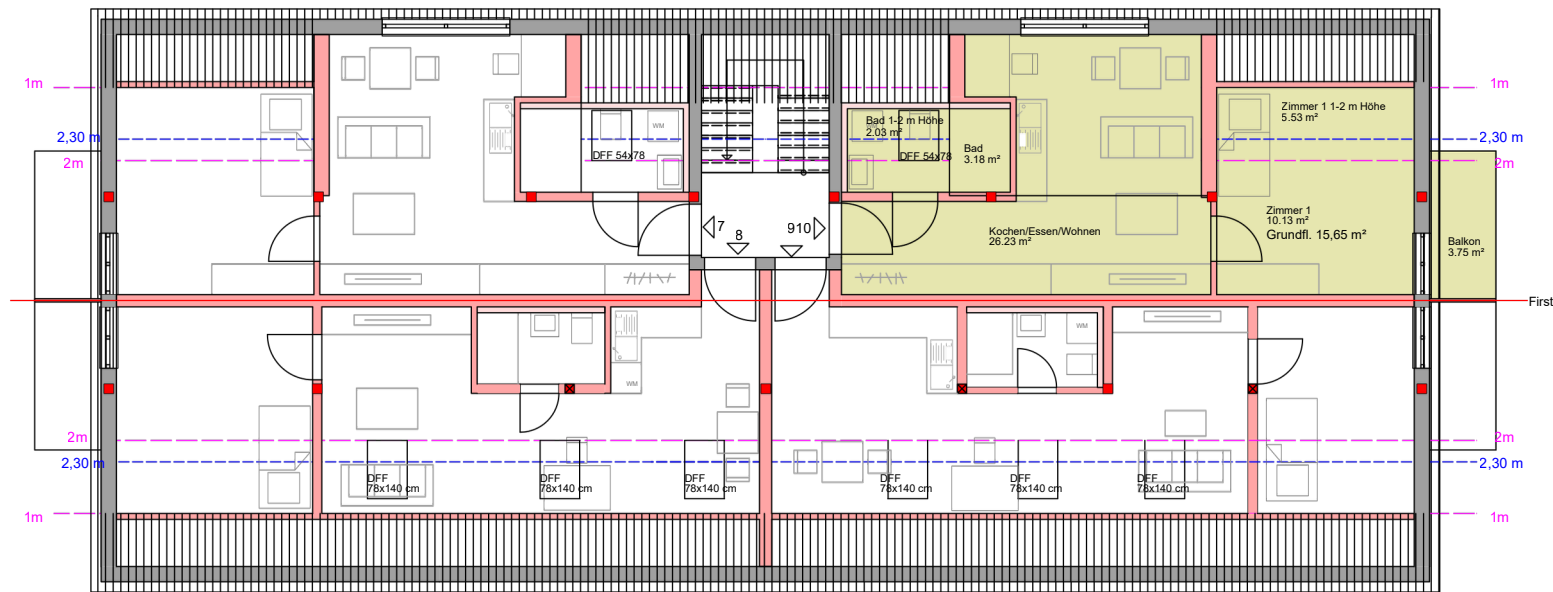 1m
1m
Zimmer 1 1-2 m Höhe
5.53 m²
Bad 1-2 m Höhe
2.03 m²
WM
2,30 m
2,30 m
DFF 54x78
DFF 54x78
Bad
3.18 m²
2m
2m
Zimmer 1
10.13 m²
Grundfl. 15,65 m²
7
8
910
Kochen/Essen/Wohnen
26.23 m²
Balkon
3.75 m²
First
WM
WM
2m
2m
2,30 m
2,30 m
DFF
78x140 cm
DFF
78x140 cm
DFF
78x140 cm
DFF
78x140 cm
DFF
78x140 cm
DFF
78x140 cm
1m
1m